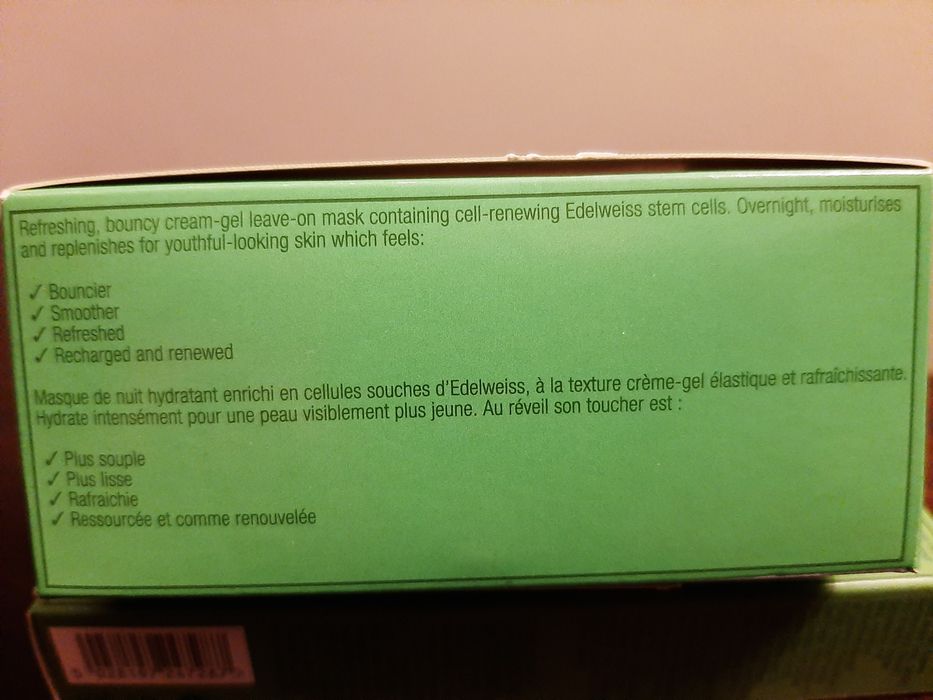 Refreshing, bouncy cream-gel leave-on mask containing cell-renewing Edelweiss stem cells. Overnight, moisturises
and replenishes for youthful-looking skin which feels:
✓ Bouncier
✓ Smoother
✓ Refreshed
✓ Recharged and renewed
Masque de nuit hydratant enrichi en cellules souches d'Edelweiss, à la texture crème-gel élastique et rafraîchissante.
Hydrate intensément pour une peau visiblement plus jeune. Au réveil son toucher est :
✓ Plus souple
✓ Plus lisse
✓ Rafraichie
✓ Ressourcée et comme renouvelée